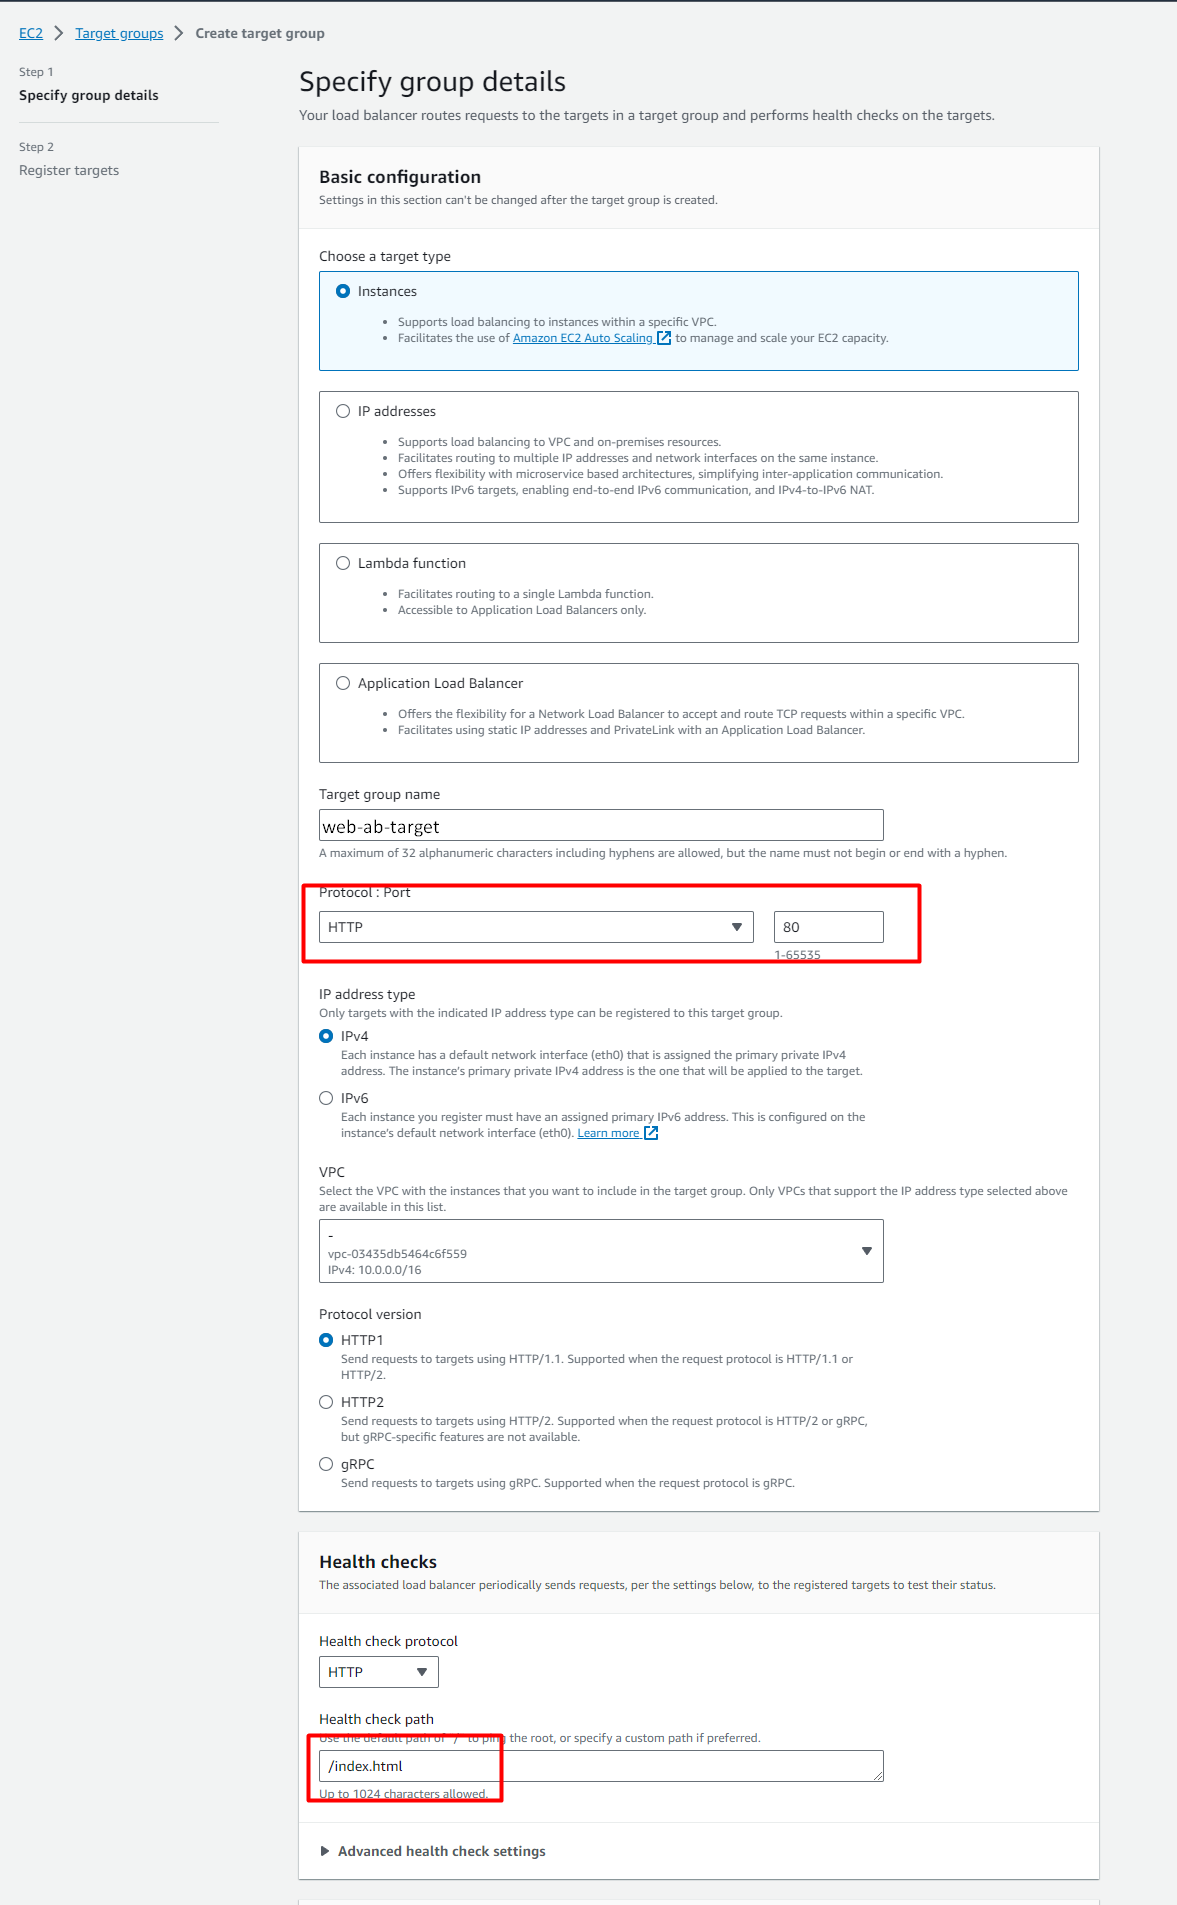 EC2 > Target groups > Create target group
Step 1
Specify group details
Step 2
Register targets
Specify group details
Your load balancer routes requests to the targets in a target group and performs health checks on the targets.
Basic configuration
Settings in this section can't be changed after the target group is created.
Choose a target type
Instances
• Supports load balancing to instances within a specific VPC.
• Facilitates the use of Amazon EC2 Auto Scaling to manage and scale your EC2 capacity.
IP addresses
• Supports load balancing to VPC and on-premises resources.
• Facilitates routing to multiple IP addresses and network interfaces on the same instance.
• Offers flexibility with microservice based architectures, simplifying inter-application communication.
• Supports IPv6 targets, enabling end-to-end IPv6 communication, and IPv4-to-IPv6 NAT.
Lambda function
• Facilitates routing to a single Lambda function.
• Accessible to Application Load Balancers only.
Application Load Balancer
• Offers the flexibility for a Network Load Balancer to accept and route TCP requests within a specific VPC.
• Facilitates using static IP addresses and PrivateLink with an Application Load Balancer.
Target group name
web-ab-target
A maximum of 32 alphanumeric characters including hyphens are allowed, but the name must not begin or end with a hyphen.
Protocol : Port
HTTP 80
1-65535
IP address type
Only targets with the indicated IP address type can be registered to this target group.
IPv4
Each instance has a default network interface (eth0) that is assigned the primary private IPv4
address. The instance's primary private IPv4 address is the one that will be applied to the target.
IPv6
Each instance you register must have an assigned primary IPv6 address. This is configured on the
instance's default network interface (eth0). Learn more
VPC
Select the VPC with the instances that you want to include in the target group. Only VPCs that support the IP address type selected above
are available in this list.
-
vpc-03435db5464c6f559
IPv4: 10.0.0.0/16
Protocol version
HTTP1
Send requests to targets using HTTP/1.1. Supported when the request protocol is HTTP/1.1 or
HTTP/2.
HTTP2
Send requests to targets using HTTP/2. Supported when the request protocol is HTTP/2 or gRPC,
but gRPC-specific features are not available.
gRPC
Send requests to targets using gRPC. Supported when the request protocol is gRPC.
Health checks
The associated load balancer periodically sends requests, per the settings below, to the registered targets to test their status.
Health check protocol
HTTP
Health check path
Use the default path of "/" to ping the root, or specify a custom path if preferred.
/index.html
Up to 1024 characters allowed.
Advanced health check settings